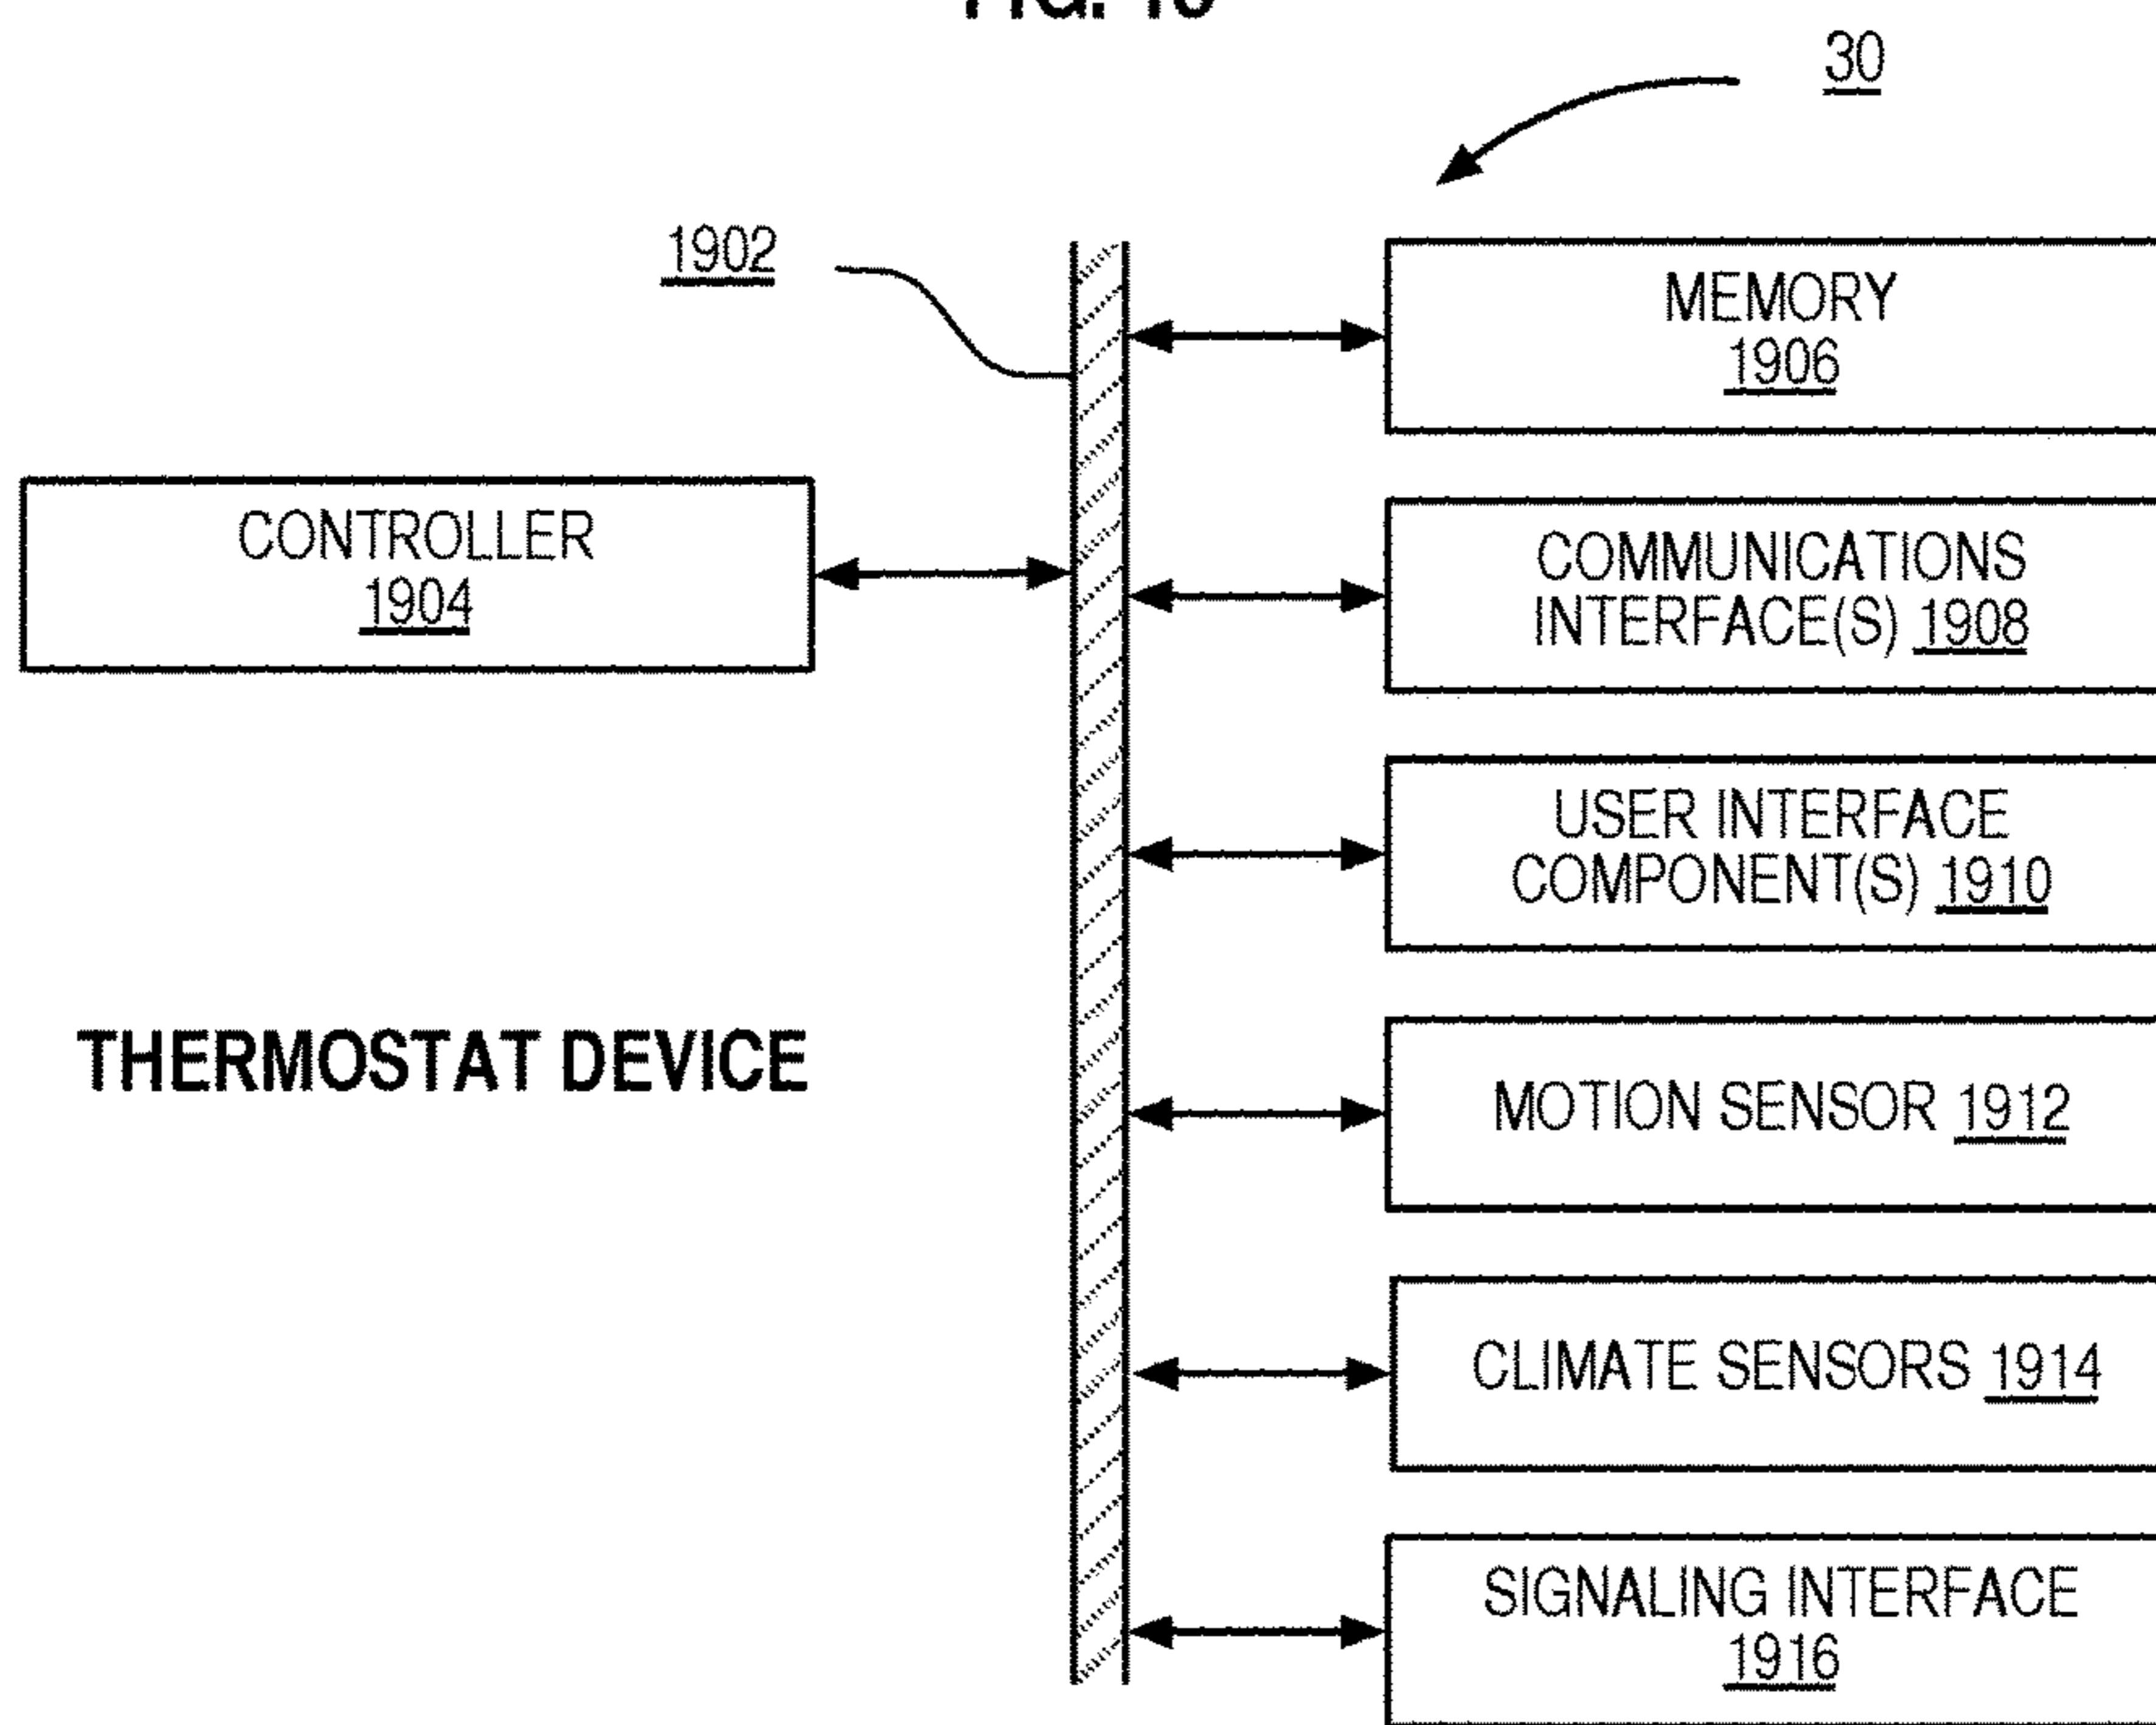 30
1902
MEMORY
1906
CONTROLLER
1904
COMMUNICATIONS
INTERFACE(S) 1908
USER INTERFACE
COMPONENT(S) 1910
THERMOSTAT DEVICE
MOTION SENSOR 1912
CLIMATE SENSORS 1914
SIGNALING INTERFACE
1916